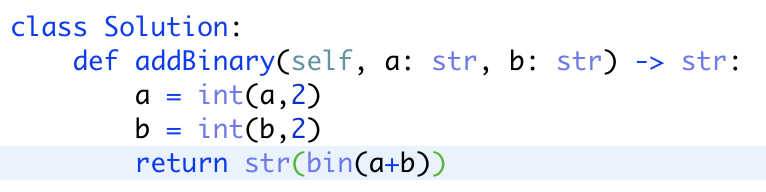 class Solution:
    def addBinary(self, a: str, b: str) -> str:
        a = int(a,2)
        b = int(b,2)
        return str(bin(a+b))